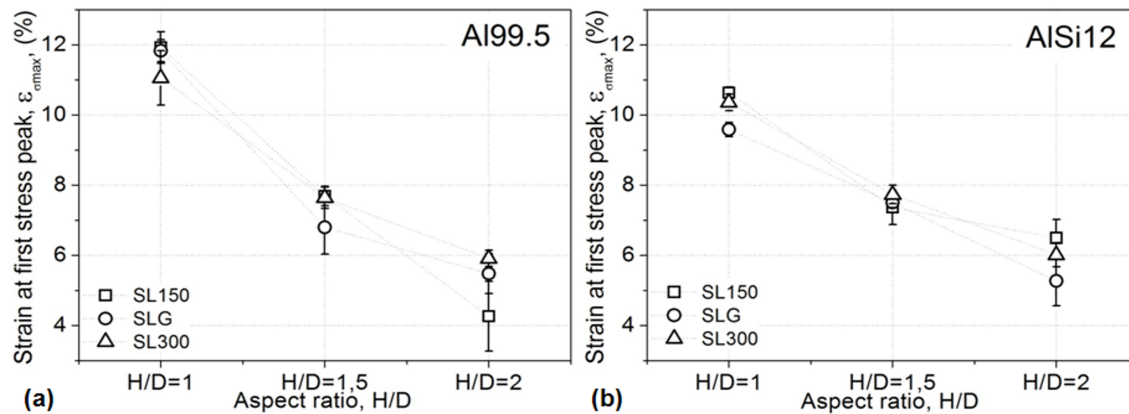 Strain at first stress peak, εσmax, (%)
12
10
8
6
4
Al99.5
SL150
SLG
SL300
H/D=1
H/D=1,5
H/D=2
Aspect ratio, H/D
(a)
Strain at first stress peak, εσmax, (%)
12
10
8
6
4
AlSi12
SL150
SLG
SL300
H/D=1
H/D=1,5
H/D=2
Aspect ratio, H/D
(b)